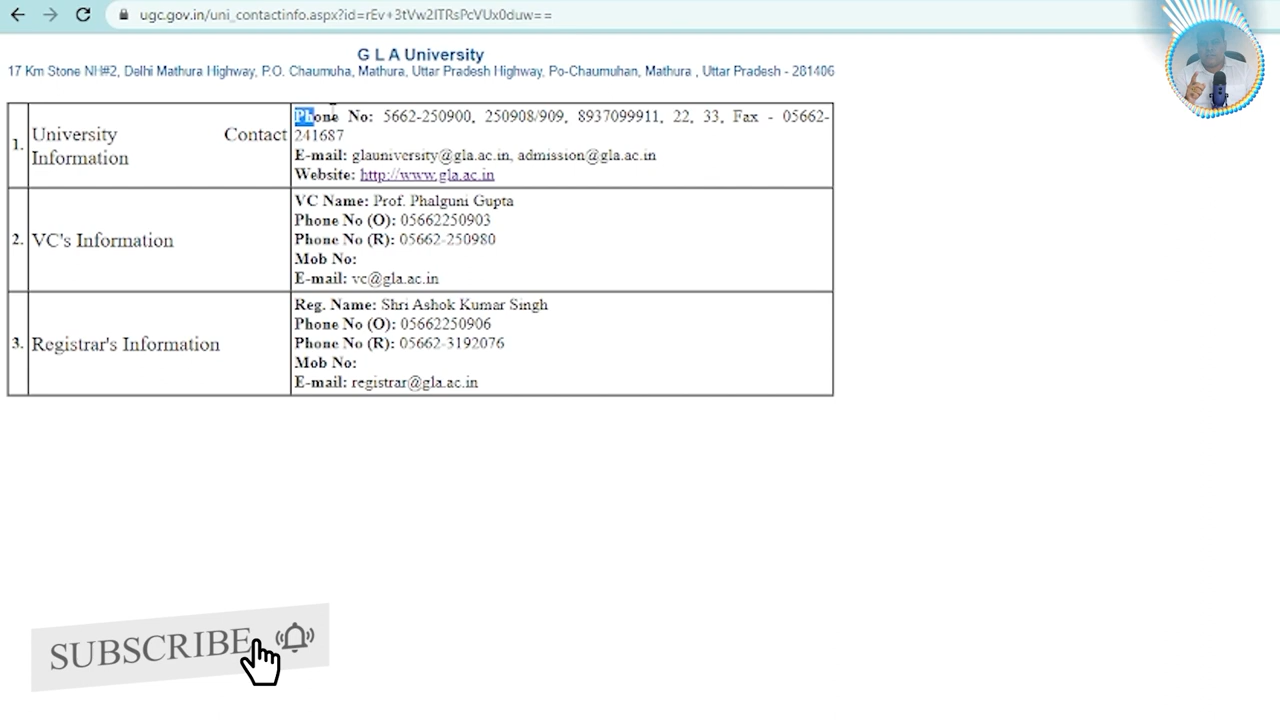 ugc.gov.in/uni_contactinfo.aspx?id=rEv+3tVw2lTRsPcVUx0duw==
G L A University
17 Km Stone NH#2, Delhi Mathura Highway, P.O. Chaumuha, Mathura, Uttar Pradesh Highway, Po-Chaumuhan, Mathura , Uttar Pradesh - 281406
1. University Contact Information
Phone No: 5662-250900, 250908/909, 8937099911, 22, 33, Fax - 05662-
241687
E-mail: glauniversity@gla.ac.in, admission@gla.ac.in
Website: http://www.gla.ac.in
2. VC's Information
VC Name: Prof. Phalguni Gupta
Phone No (O): 05662250903
Phone No (R): 05662-250980
Mob No:
E-mail: vc@gla.ac.in
3. Registrar's Information
Reg. Name: Shri Ashok Kumar Singh
Phone No (O): 05662250906
Phone No (R): 05662-3192076
Mob No:
E-mail: registrar@gla.ac.in
SUBSCRIBE